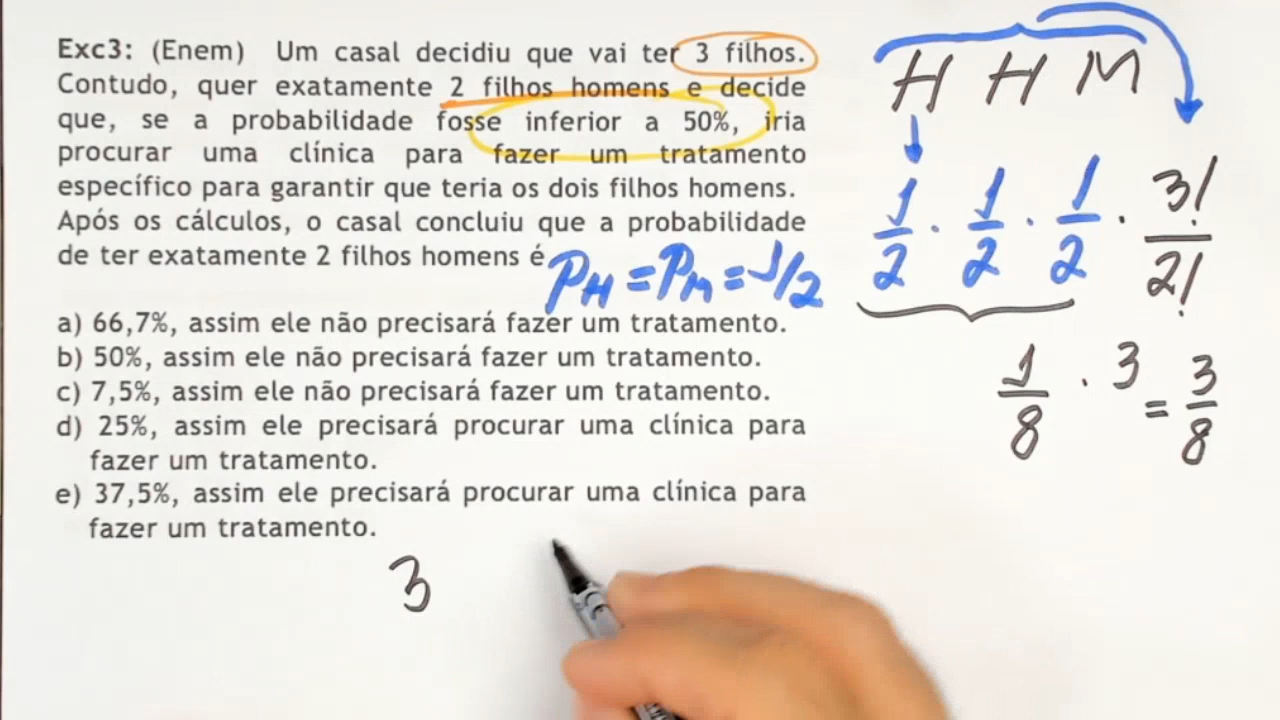 Exc3: (Enem) Um casal decidiu que vai ter 3 filhos.
Contudo, quer exatamente 2 filhos homens e decide
que, se a probabilidade fosse inferior a 50%, iria
procurar uma clínica para fazer um tratamento
específico para garantir que teria os dois filhos homens.
Após os cálculos, o casal concluiu que a probabilidade
de ter exatamente 2 filhos homens é
PH = PM = 1/2
a) 66,7%, assim ele não precisará fazer um tratamento.
b) 50%, assim ele não precisará fazer um tratamento.
c) 7,5%, assim ele não precisará fazer um tratamento.
d) 25%, assim ele precisará procurar uma clínica para
fazer um tratamento.
e) 37,5%, assim ele precisará procurar uma clínica para
fazer um tratamento.
3
H H M
1/2 . 1/2 . 1/2 . 3!/2!
1/8 . 3 = 3/8